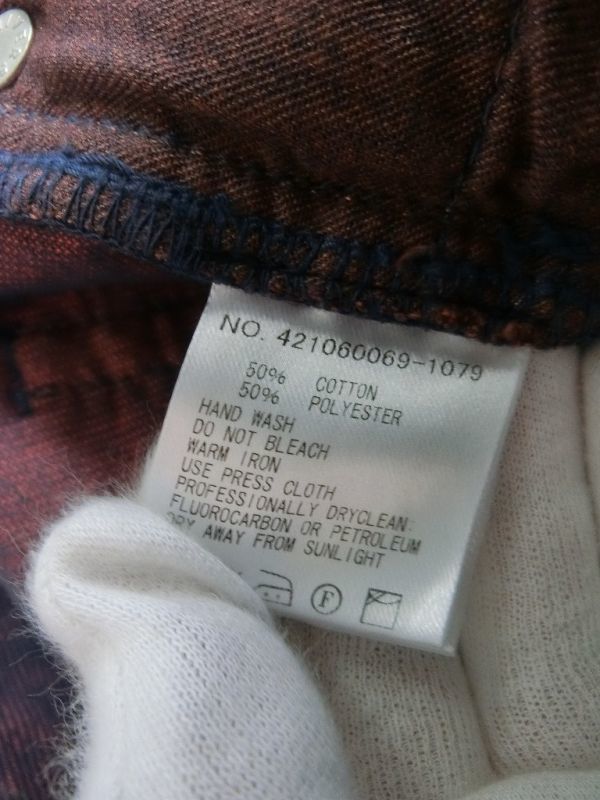 NO. 421060069-1079
50% COTTON
50% POLYESTER
HAND WASH
DO NOT BLEACH
WARM IRON
USE PRESS CLOTH
PROFESSIONALLY DRYCLEAN:
FLUOROCARBON OR PETROLEUM
DRY AWAY FROM SUNLIGHT
F